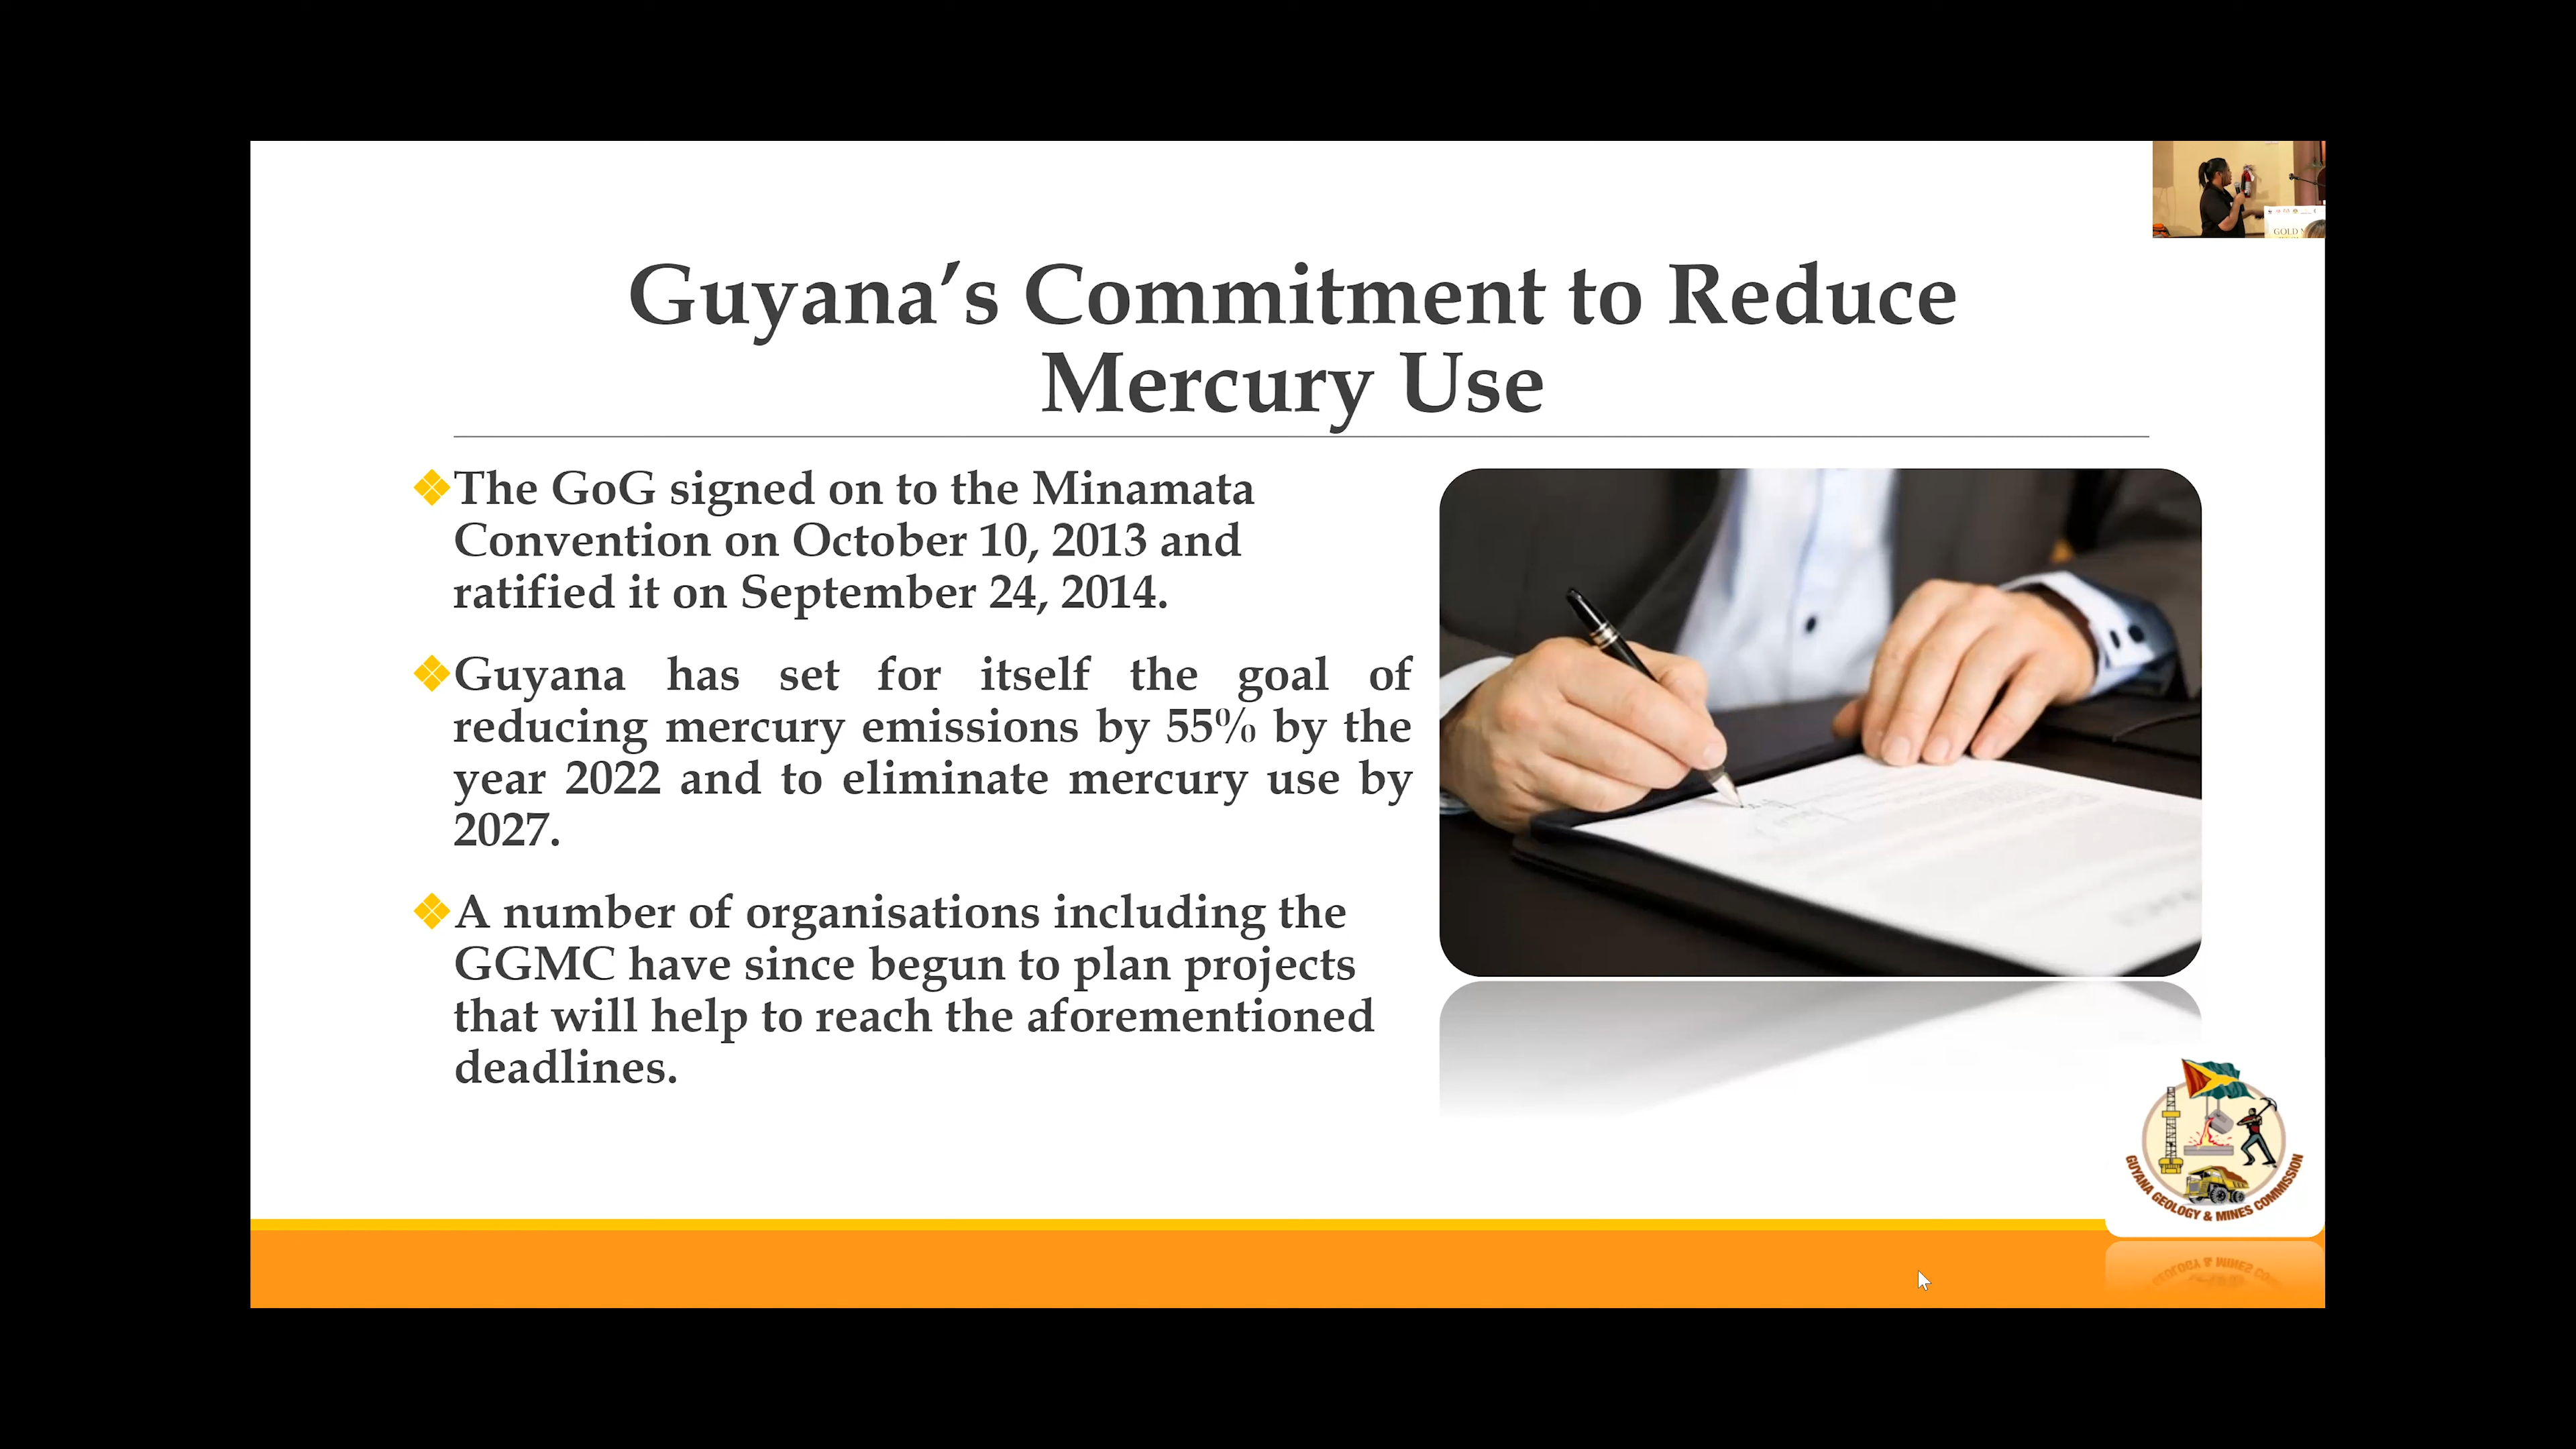 Guyana’s Commitment to Reduce
Mercury Use
❖The GoG signed on to the Minamata
Convention on October 10, 2013 and
ratified it on September 24, 2014.
❖Guyana has set for itself the goal of
reducing mercury emissions by 55% by the
year 2022 and to eliminate mercury use by
2027.
❖A number of organisations including the
GGMC have since begun to plan projects
that will help to reach the aforementioned
deadlines.
GUYANA GEOLOGY & MINES COMMISSION
GOLD